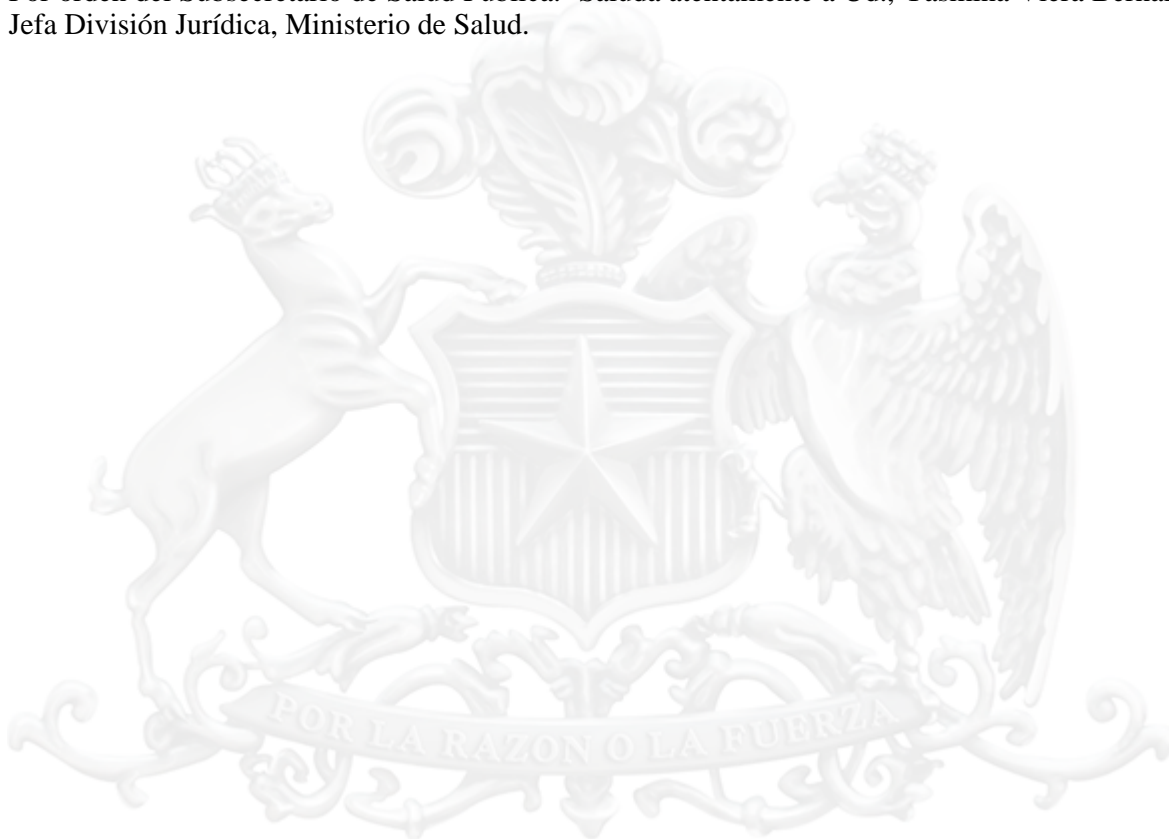 Por orden del Subsecretario de Salud Pública.- Saluda atentamente a Ud., Yasmina Viera
Jefa División Jurídica, Ministerio de Salud.
POR LA RAZON O LA FUERZA